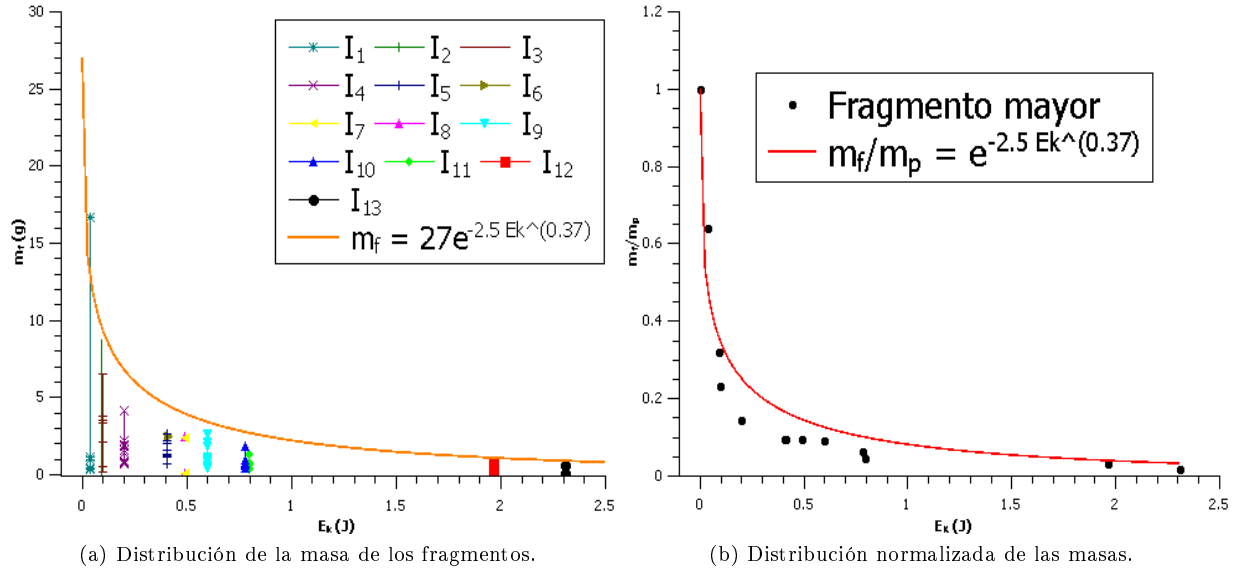 30
25
20
15
10
5
0
m_f (g)
I₁ I₂ I₃
I₄ I₅ I₆
I₇ I₈ I₉
I₁₀ I₁₁ I₁₂
I₁₃
m_f = 27e^-2.5 Ek^(0.37)
0 0.5 1 1.5 2 2.5
E_k (J)
(a) Distribución de la masa de los fragmentos.
1.2
1
0.8
0.6
0.4
0.2
0
m_f/m_p
Fragmento mayor
m_f/m_p = e^-2.5 Ek^(0.37)
0 0.5 1 1.5 2 2.5
E_k (J)
(b) Distribución normalizada de las masas.